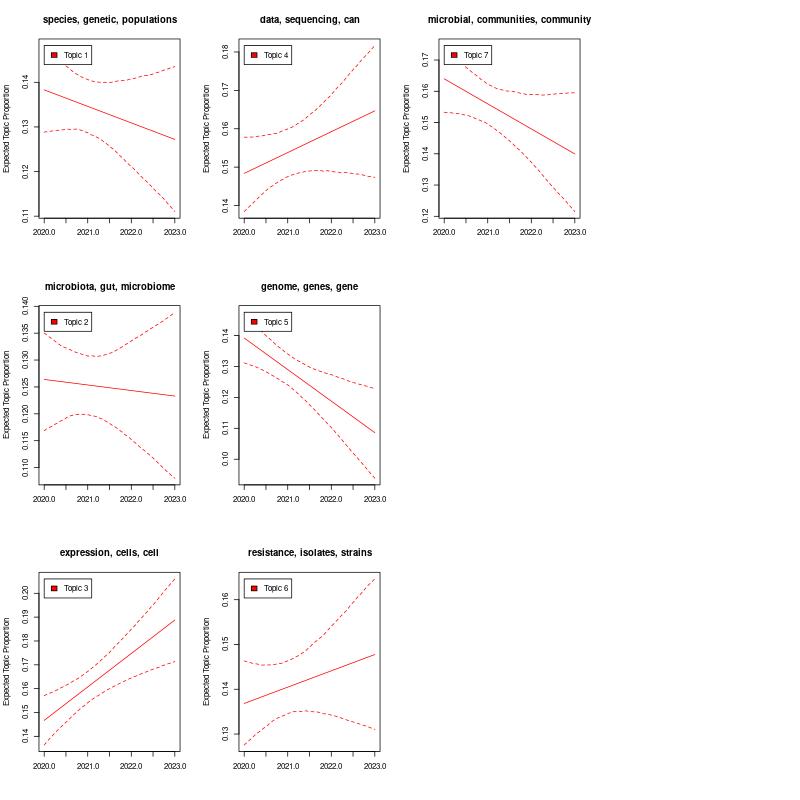 species, genetic, populations
Topic 1
Expected Topic Proportion
0.14
0.13
0.12
0.11
2020.0 2021.0 2022.0 2023.0
data, sequencing, can
Topic 4
Expected Topic Proportion
0.18
0.17
0.16
0.15
0.14
2020.0 2021.0 2022.0 2023.0
microbial, communities, community
Topic 7
Expected Topic Proportion
0.17
0.16
0.15
0.14
0.13
0.12
2020.0 2021.0 2022.0 2023.0
microbiota, gut, microbiome
Topic 2
Expected Topic Proportion
0.140
0.135
0.130
0.125
0.120
0.115
0.110
2020.0 2021.0 2022.0 2023.0
genome, genes, gene
Topic 5
Expected Topic Proportion
0.14
0.13
0.12
0.11
0.10
2020.0 2021.0 2022.0 2023.0
expression, cells, cell
Topic 3
Expected Topic Proportion
0.20
0.19
0.18
0.17
0.16
0.15
0.14
2020.0 2021.0 2022.0 2023.0
resistance, isolates, strains
Topic 6
Expected Topic Proportion
0.16
0.15
0.14
0.13
2020.0 2021.0 2022.0 2023.0